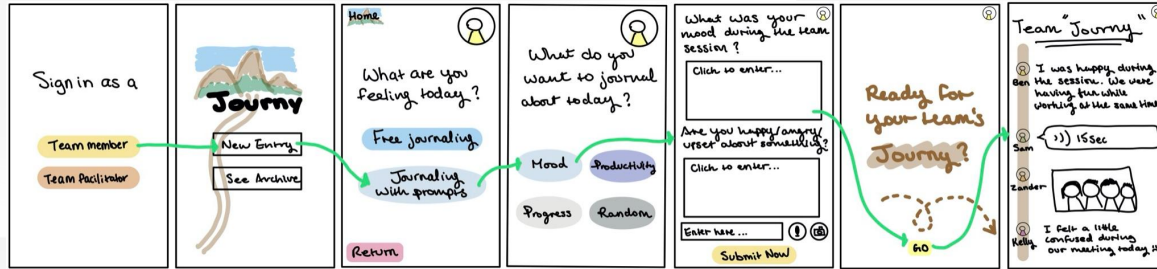 Sign in as a
Team member
Team Facilitator
Journy
New Entry
See Archive
Home
What are you
feeling today?
Free journaling
Journaling
with prompts
Return
What do you
want to journal
about today?
Mood
Productivity
Progress
Random
What was your
mood during the team
session?
Click to enter...
Are you happy/angry/
upset about something?
Click to enter...
Enter here...
Submit Now
Ready for
your team's
Journy?
GO
Team "Journy"
Ben
I was happy during
the session. We were
having fun while
working at the same time
Sam
))) 15sec
Zander
Kelly
I felt a little
confused during
our meeting today :(